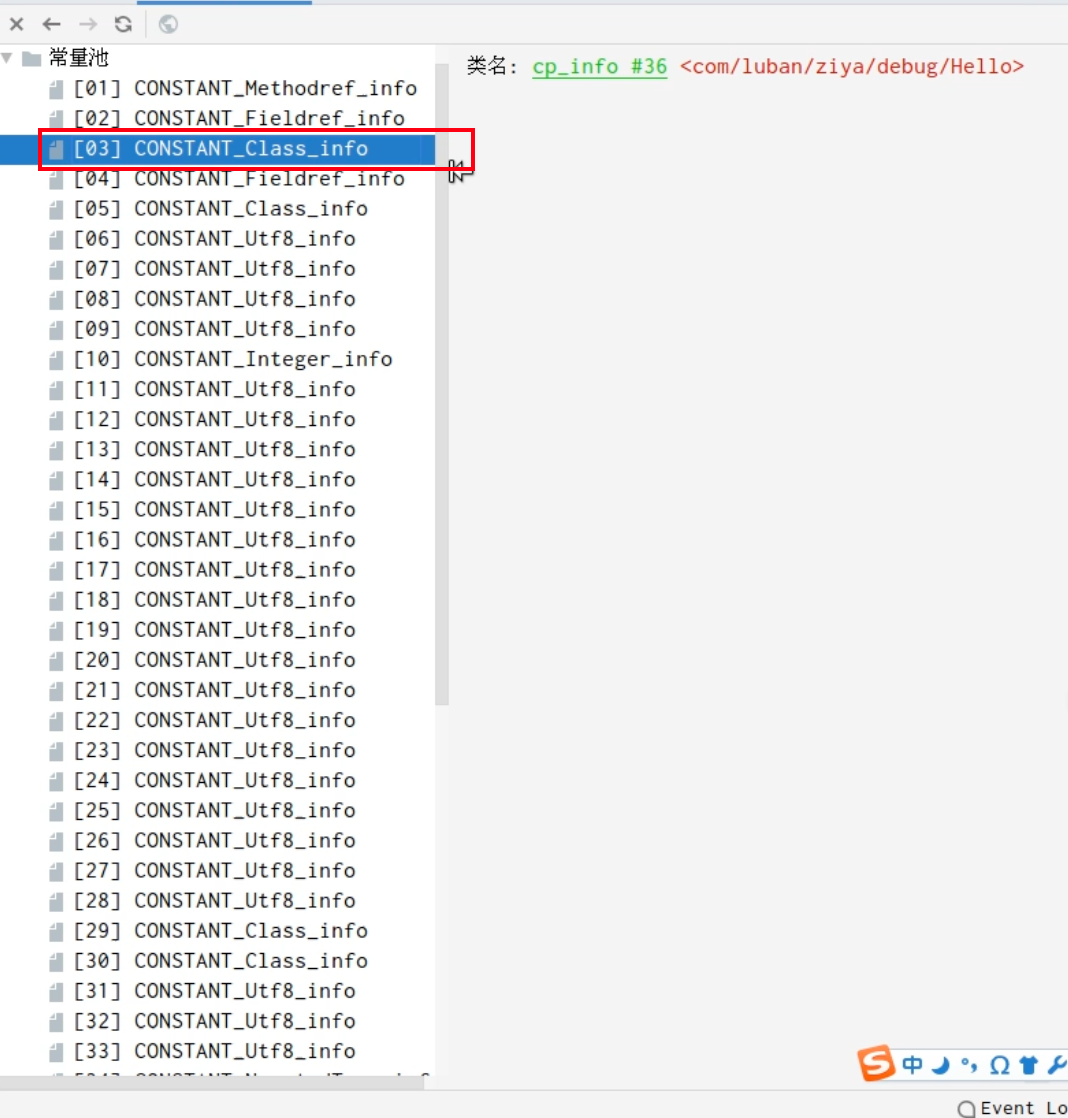 常量池
[01] CONSTANT_Methodref_info
[02] CONSTANT_Fieldref_info
[03] CONSTANT_Class_info
[04] CONSTANT_Fieldref_info
[05] CONSTANT_Class_info
[06] CONSTANT_Utf8_info
[07] CONSTANT_Utf8_info
[08] CONSTANT_Utf8_info
[09] CONSTANT_Utf8_info
[10] CONSTANT_Integer_info
[11] CONSTANT_Utf8_info
[12] CONSTANT_Utf8_info
[13] CONSTANT_Utf8_info
[14] CONSTANT_Utf8_info
[15] CONSTANT_Utf8_info
[16] CONSTANT_Utf8_info
[17] CONSTANT_Utf8_info
[18] CONSTANT_Utf8_info
[19] CONSTANT_Utf8_info
[20] CONSTANT_Utf8_info
[21] CONSTANT_Utf8_info
[22] CONSTANT_Utf8_info
[23] CONSTANT_Utf8_info
[24] CONSTANT_Utf8_info
[25] CONSTANT_Utf8_info
[26] CONSTANT_Utf8_info
[27] CONSTANT_Utf8_info
[28] CONSTANT_Utf8_info
[29] CONSTANT_Class_info
[30] CONSTANT_Class_info
[31] CONSTANT_Utf8_info
[32] CONSTANT_Utf8_info
[33] CONSTANT_Utf8_info
类名: cp_info #36 <com/luban/ziya/debug/Hello>
中
Event Lo